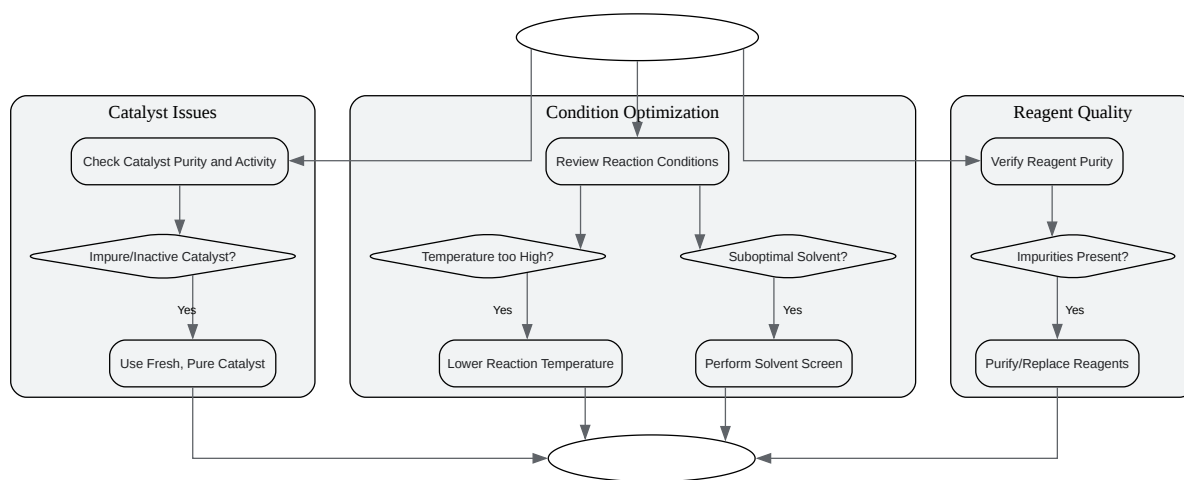 Catalyst Issues
Condition Optimization
Reagent Quality
Check Catalyst Purity and Activity
Review Reaction Conditions
Verify Reagent Purity
Impure/Inactive Catalyst?
Temperature too High?
Suboptimal Solvent?
Impurities Present?
Yes
Yes
Yes
Yes
Use Fresh, Pure Catalyst
Lower Reaction Temperature
Perform Solvent Screen
Purify/Replace Reagents